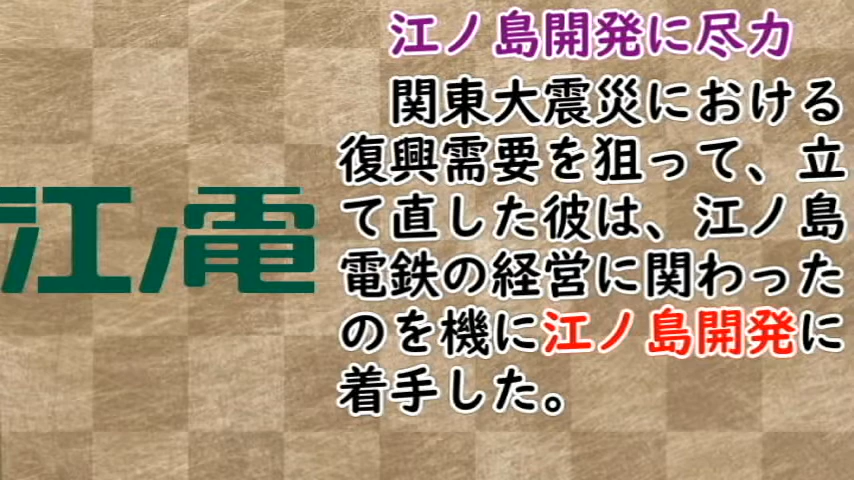 江ノ島開発に尽力
関東大震災における
復興需要を狙って、立
て直した彼は、江ノ島
電鉄の経営に関わった
のを機に江ノ島開発に
着手した。
江ノ電